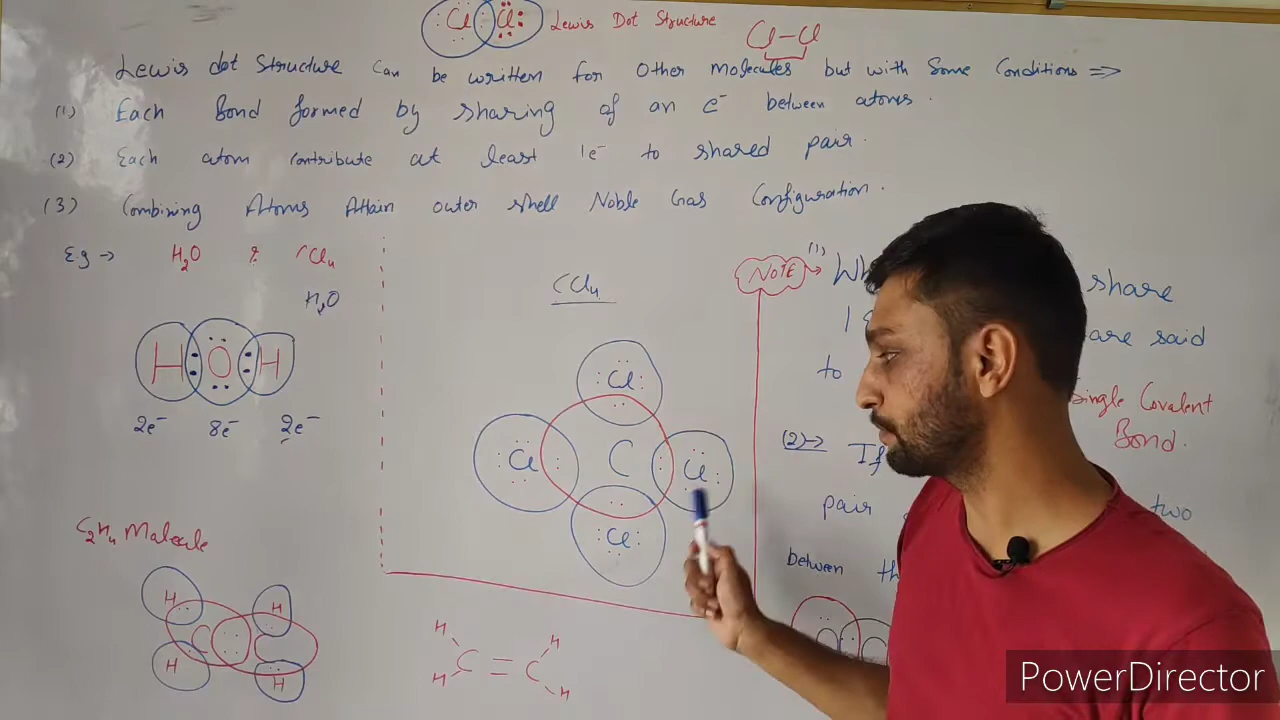 Cl Cl Lewis Dot Structure Cl–Cl
Lewis dot Structure Can be written for Other molecules but with Some Conditions ⇒
(1) Each Bond formed by sharing of an e⁻ between atoms.
(2) Each atom contribute at least 1e⁻ to shared pair.
(3) Combining Atoms Attain outer shell Noble Gas Configuration.
Eg → H₂O & CCl₄
H₂O
H O H
2e⁻ 8e⁻ 2e⁻
C₂H₄ Malecule
H H
C C
H H
CCl₄
Cl
Cl C Cl
Cl
H H
C = C
H H
NOTE → (1) share
are said
to
Single Covalent
Bond.
(2) → If
pair two
between
PowerDirector